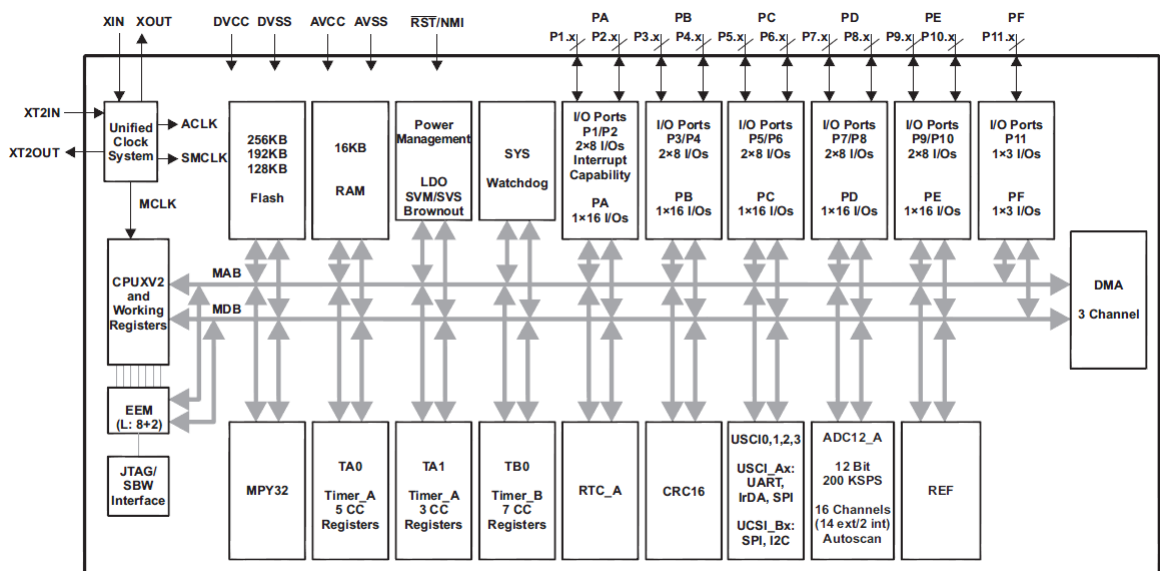 XIN XOUT DVCC DVSS AVCC AVSS RST/NMI PA PB PC PD PE PF
P1.x P2.x P3.x P4.x P5.x P6.x P7.x P8.x P9.x P10.x P11.x
XT2IN
XT2OUT
Unified
Clock
System
ACLK
SMCLK
MCLK
256KB
192KB
128KB
Flash
16KB
RAM
Power
Management
LDO
SVM/SVS
Brownout
SYS
Watchdog
I/O Ports
P1/P2
2×8 I/Os
Interrupt
Capability
PA
1×16 I/Os
I/O Ports
P3/P4
2×8 I/Os
PB
1×16 I/Os
I/O Ports
P5/P6
2×8 I/Os
PC
1×16 I/Os
I/O Ports
P7/P8
2×8 I/Os
PD
1×16 I/Os
I/O Ports
P9/P10
2×8 I/Os
PE
1×16 I/Os
I/O Ports
P11
1×3 I/Os
PF
1×3 I/Os
CPUXV2
and
Working
Registers
MAB
MDB
DMA
3 Channel
EEM
(L: 8+2)
JTAG/
SBW
Interface
MPY32
TA0
Timer_A
5 CC
Registers
TA1
Timer_A
3 CC
Registers
TB0
Timer_B
7 CC
Registers
RTC_A
CRC16
USCI0,1,2,3
USCI_Ax:
UART,
IrDA, SPI
UCSI_Bx:
SPI, I2C
ADC12_A
12 Bit
200 KSPS
16 Channels
(14 ext/2 int)
Autoscan
REF